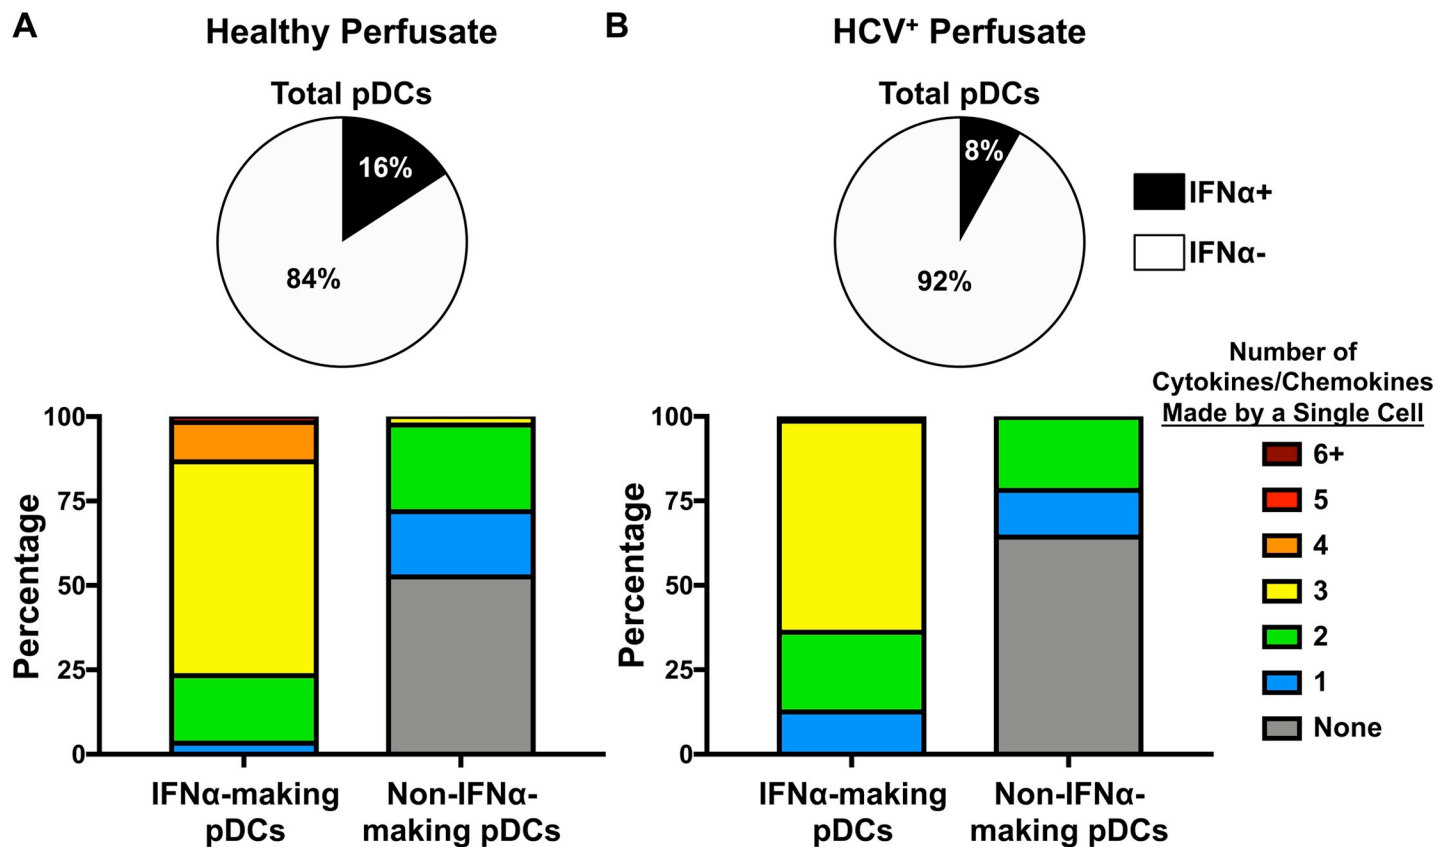 A
Healthy Perfusate
Total pDCs
16%
84%
100
75
50
25
0
Percentage
IFNα-making
pDCs
Non-IFNα-
making pDCs
B
HCV⁺ Perfusate
Total pDCs
8%
92%
100
75
50
25
0
Percentage
IFNα-making
pDCs
Non-IFNα-
making pDCs
IFNα+
IFNα-
Number of
Cytokines/Chemokines
Made by a Single Cell
6+
5
4
3
2
1
None